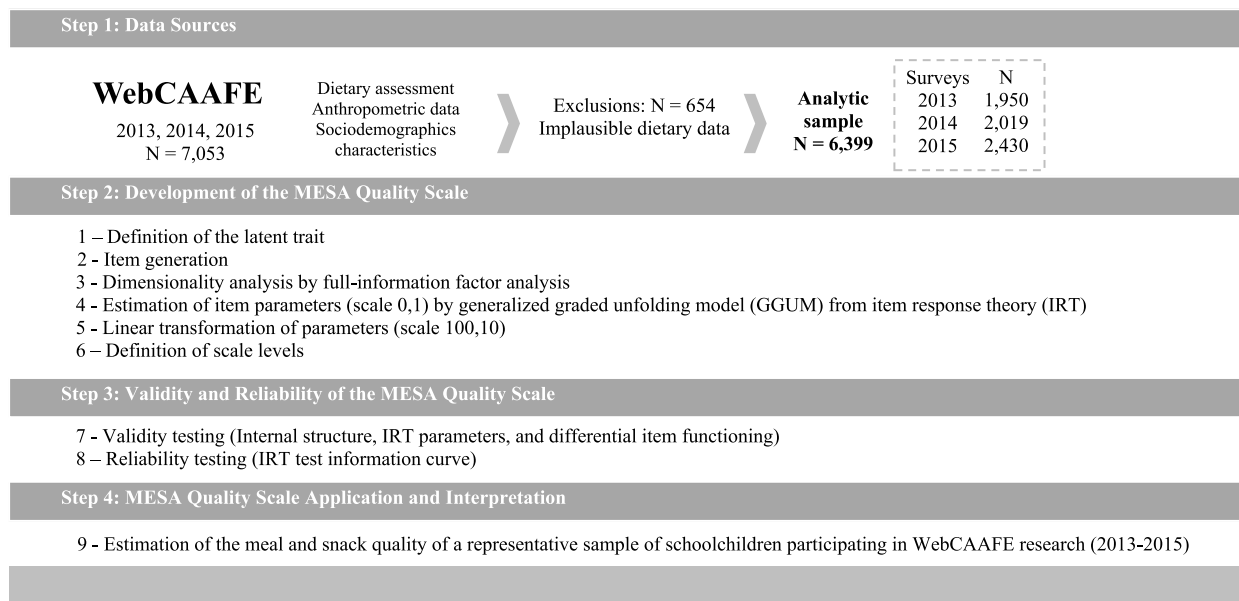 Step 1: Data Sources
WebCAAFE
2013, 2014, 2015
N = 7,053
Dietary assessment
Anthropometric data
Sociodemographics
characteristics
Exclusions: N = 654
Implausible dietary data
Analytic
sample
N = 6,399
Surveys N
2013 1,950
2014 2,019
2015 2,430
Step 2: Development of the MESA Quality Scale
1 – Definition of the latent trait
2 - Item generation
3 - Dimensionality analysis by full-information factor analysis
4 – Estimation of item parameters (scale 0,1) by generalized graded unfolding model (GGUM) from item response theory (IRT)
5 - Linear transformation of parameters (scale 100,10)
6 – Definition of scale levels
Step 3: Validity and Reliability of the MESA Quality Scale
7 - Validity testing (Internal structure, IRT parameters, and differential item functioning)
8 – Reliability testing (IRT test information curve)
Step 4: MESA Quality Scale Application and Interpretation
9 - Estimation of the meal and snack quality of a representative sample of schoolchildren participating in WebCAAFE research (2013-2015)